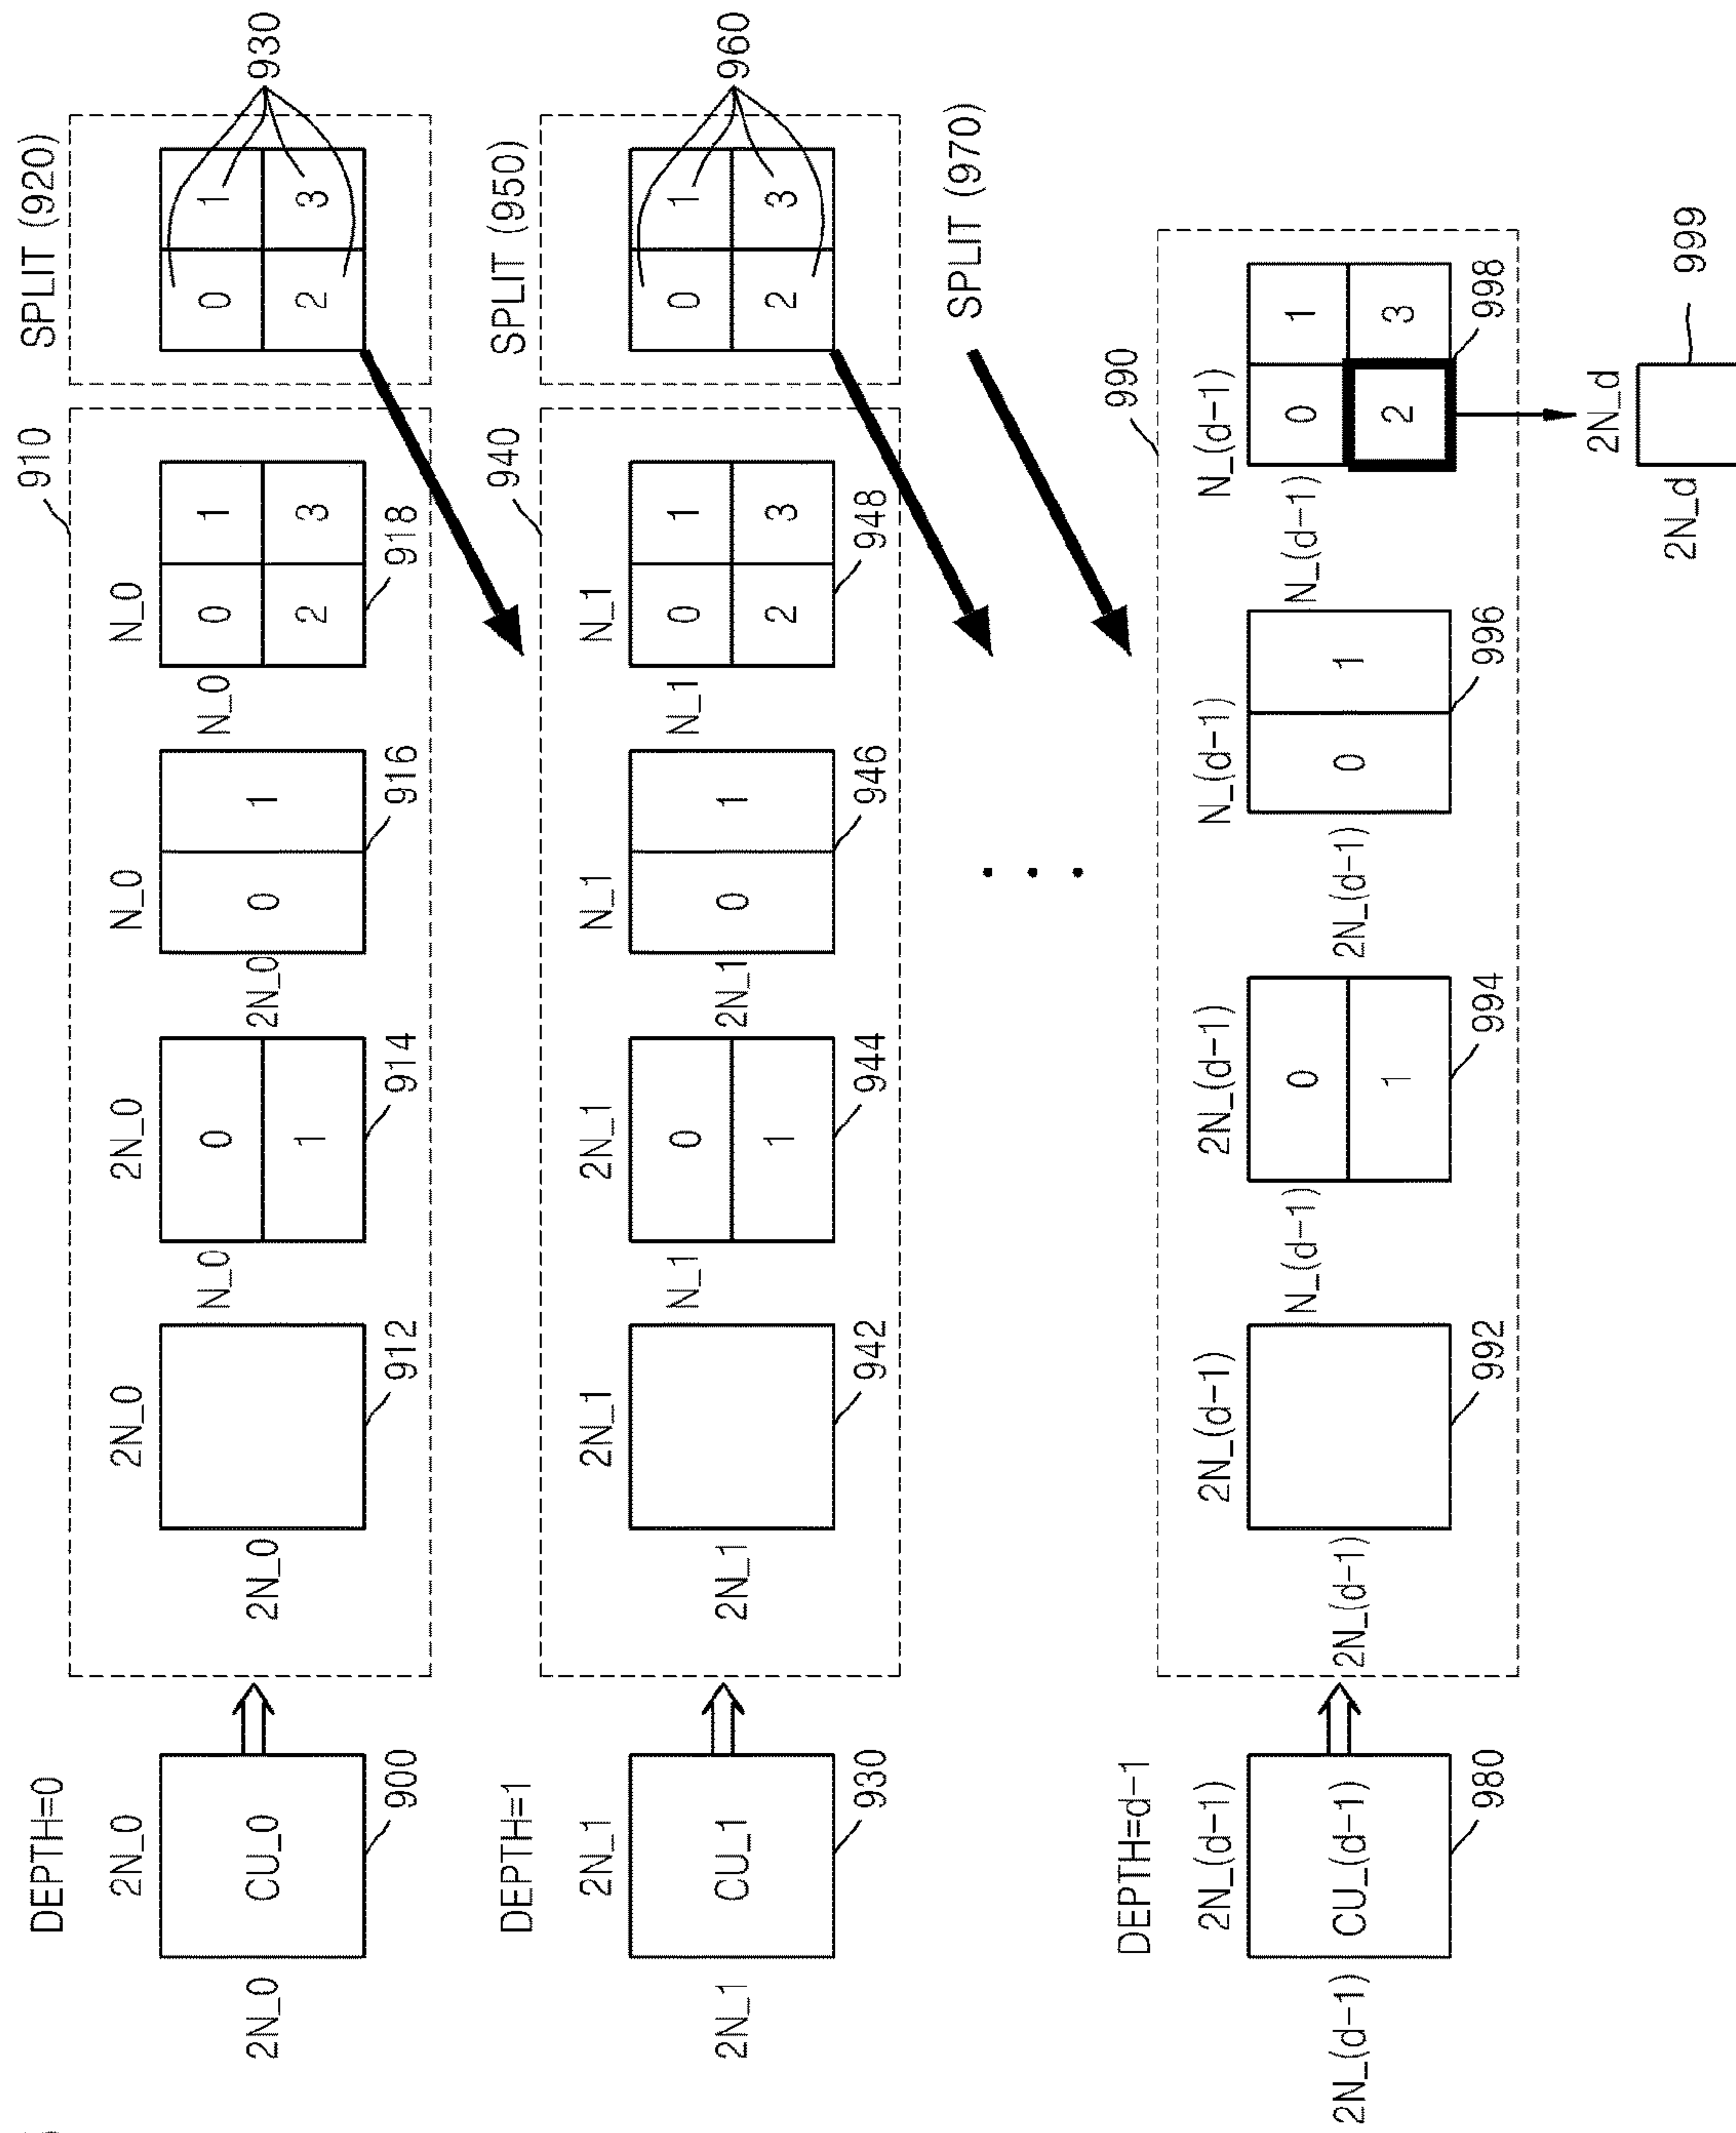 DEPTH=0
2N_0
2N_0
CU_0
900
910
2N_0
2N_0
912
2N_0
N_0
0
1
914
N_0
2N_0
0
1
916
N_0
N_0
0
1
2
3
918
SPLIT (920)
0
1
2
3
930
DEPTH=1
2N_1
2N_1
CU_1
930
940
2N_1
2N_1
942
2N_1
N_1
0
1
944
N_1
2N_1
0
1
946
N_1
N_1
0
1
2
3
948
SPLIT (950)
0
1
2
3
960
SPLIT (970)
DEPTH=d-1
2N_(d-1)
2N_(d-1)
CU_(d-1)
980
990
2N_(d-1)
2N_(d-1)
992
2N_(d-1)
N_(d-1)
0
1
994
N_(d-1)
2N_(d-1)
0
1
996
N_(d-1)
N_(d-1)
0
1
2
3
998
2N_d
2N_d
999